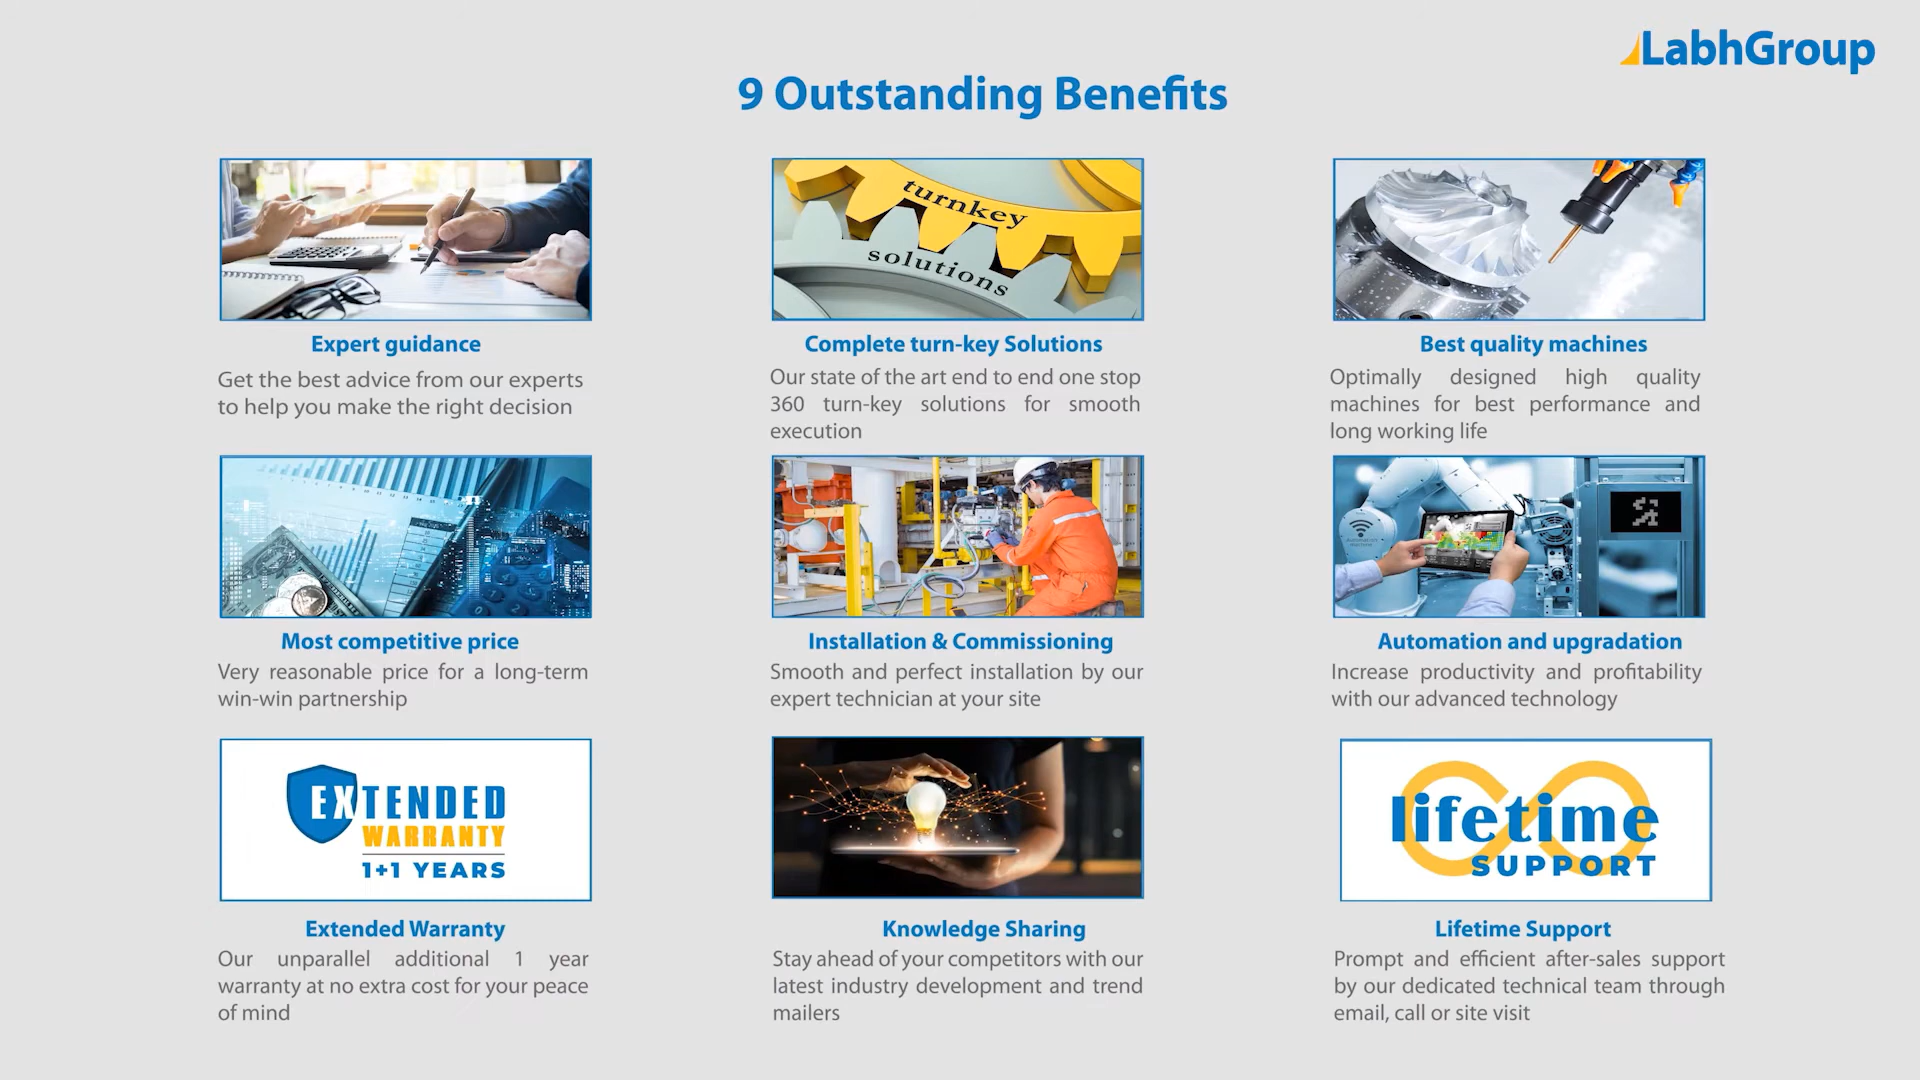 LabhGroup
9 Outstanding Benefits
turnkey
solutions
Expert guidance
Get the best advice from our experts
to help you make the right decision
Complete turn-key Solutions
Our state of the art end to end one stop
360 turn-key solutions for smooth
execution
Best quality machines
Optimally designed high quality
machines for best performance and
long working life
Most competitive price
Very reasonable price for a long-term
win-win partnership
Installation & Commissioning
Smooth and perfect installation by our
expert technician at your site
Automation and upgradation
Increase productivity and profitability
with our advanced technology
EXTENDED
WARRANTY
1+1 YEARS
Extended Warranty
Our unparallel additional 1 year
warranty at no extra cost for your peace
of mind
Knowledge Sharing
Stay ahead of your competitors with our
latest industry development and trend
mailers
lifetime
SUPPORT
Lifetime Support
Prompt and efficient after-sales support
by our dedicated technical team through
email, call or site visit